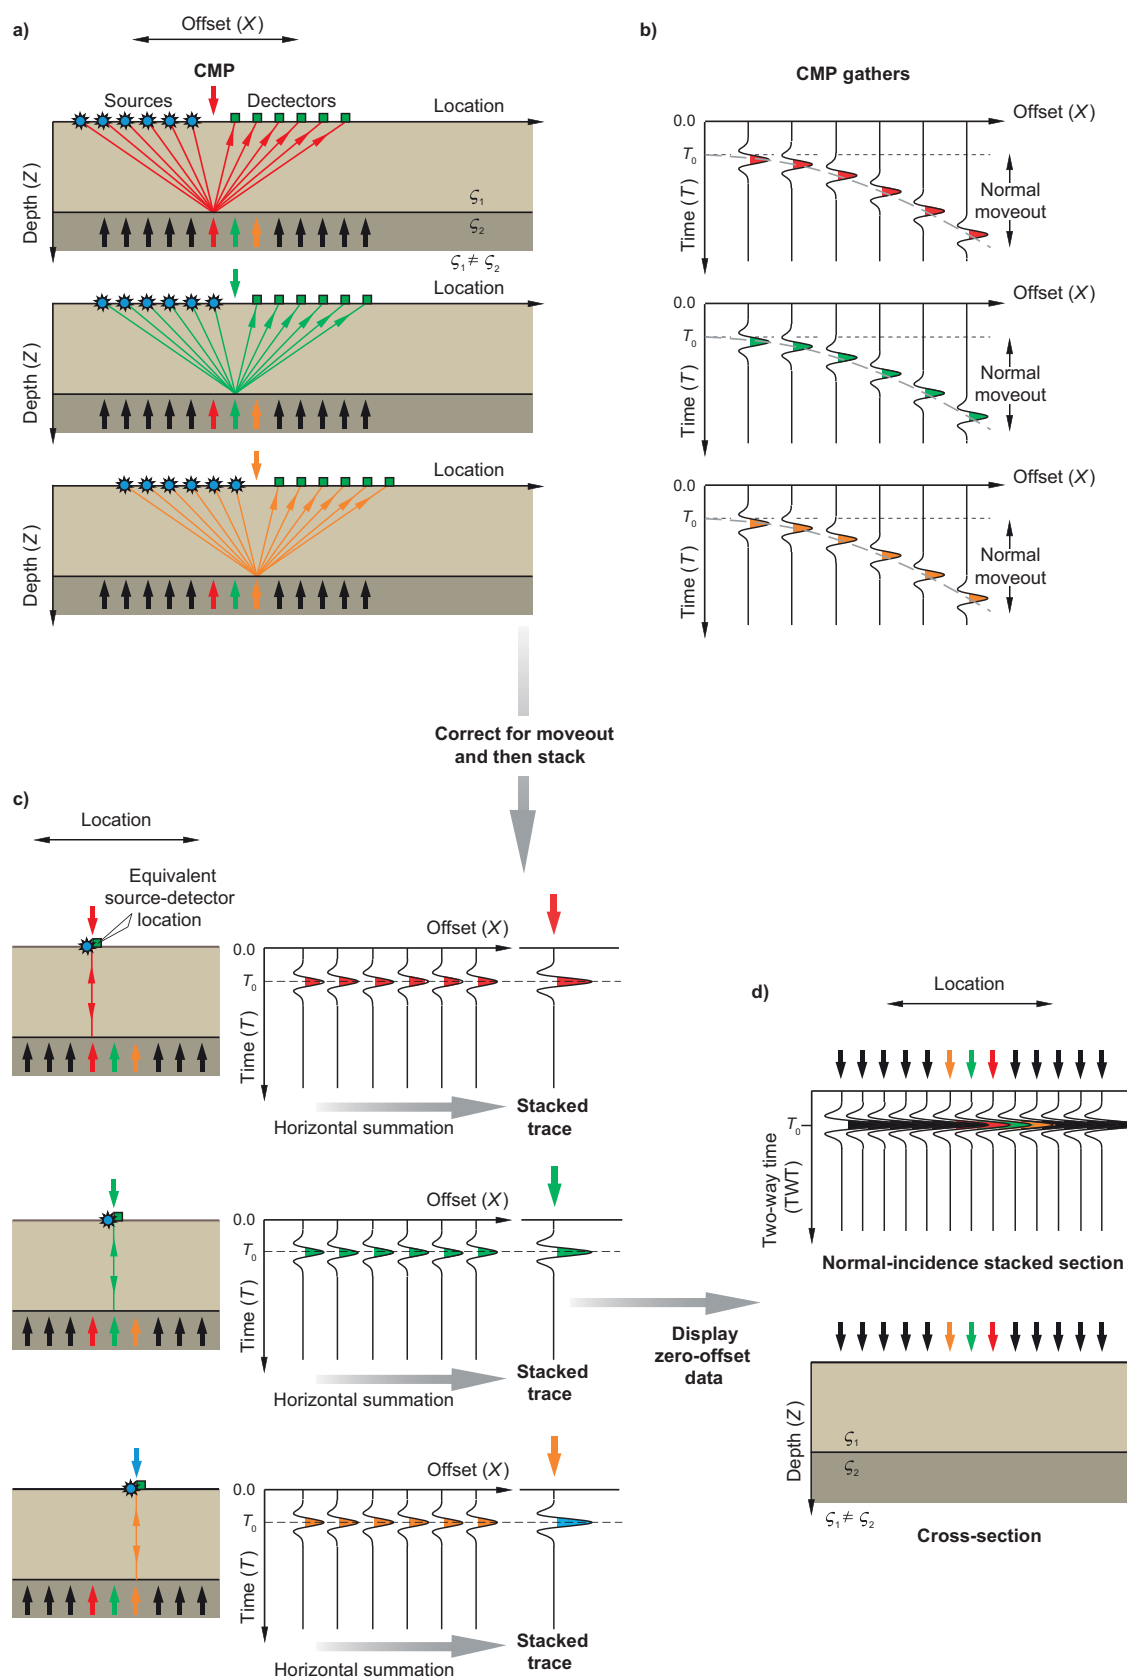 a)
Offset (X)
CMP
Sources
Dectectors
Location
Depth (Z)
ς1
ς2
ς1 ≠ ς2
Location
Depth (Z)
Location
Depth (Z)
b)
CMP gathers
Offset (X)
0.0
T0
Time (T)
Normal
moveout
Offset (X)
0.0
T0
Time (T)
Normal
moveout
Offset (X)
0.0
T0
Time (T)
Normal
moveout
Correct for moveout
and then stack
c)
Location
Equivalent
source-detector
location
Offset (X)
0.0
T0
Time (T)
Horizontal summation
Stacked
trace
Offset (X)
0.0
T0
Time (T)
Horizontal summation
Stacked
trace
Offset (X)
0.0
T0
Time (T)
Horizontal summation
Stacked
trace
Display
zero-offset
data
d)
Location
T0
Two-way time
(TWT)
Normal-incidence stacked section
Depth (Z)
ς1
ς2
ς1 ≠ ς2
Cross-section